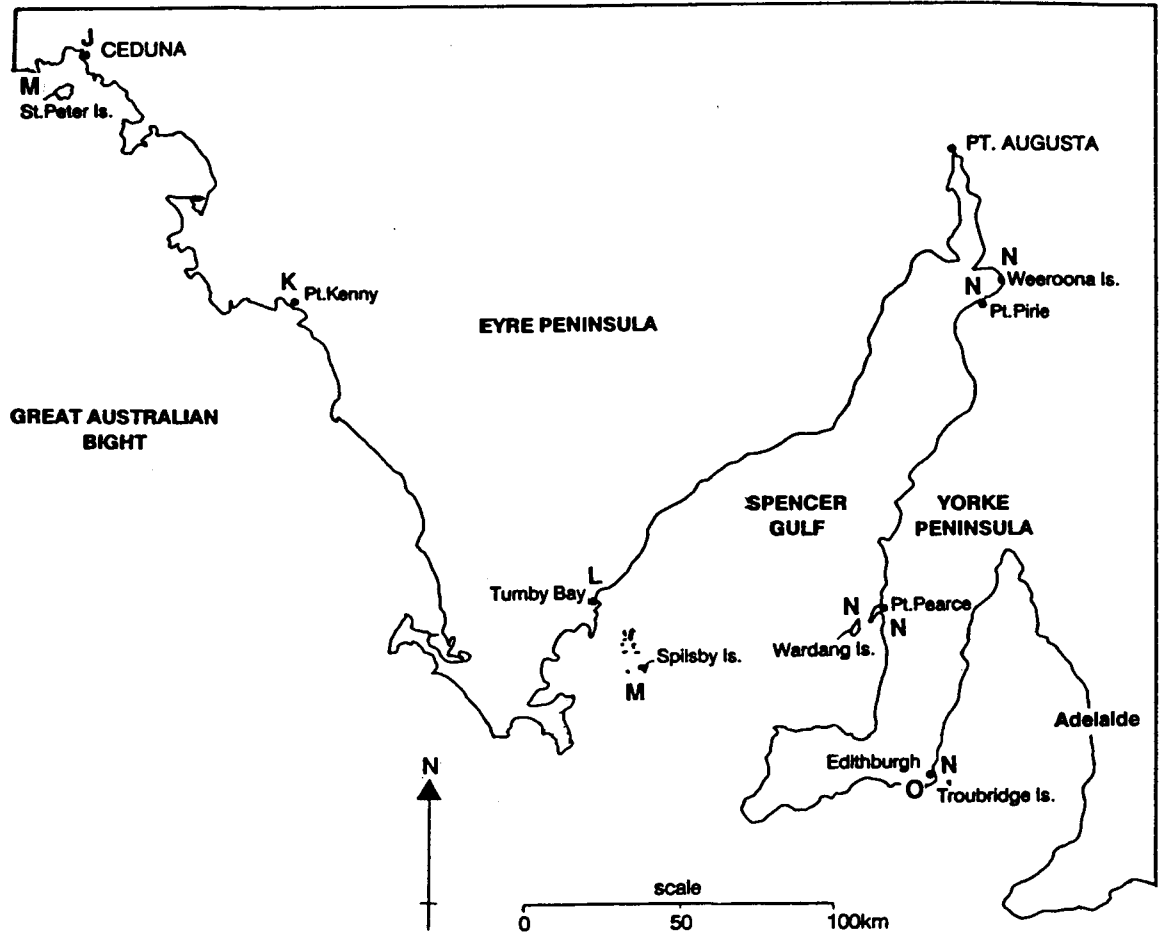 J
CEDUNA
M
St.Peter Is.
PT. AUGUSTA
N
Weeroona Is.
N
Pt.Pirie
K
Pt.Kenny
EYRE PENINSULA
GREAT AUSTRALIAN
BIGHT
SPENCER
GULF
YORKE
PENINSULA
L
Tumby Bay
N
Pt.Pearce
N
Wardang Is.
Spilsby Is.
M
Adelaide
Edithburgh
N
O
Troubridge Is.
N
scale
0
50
100km